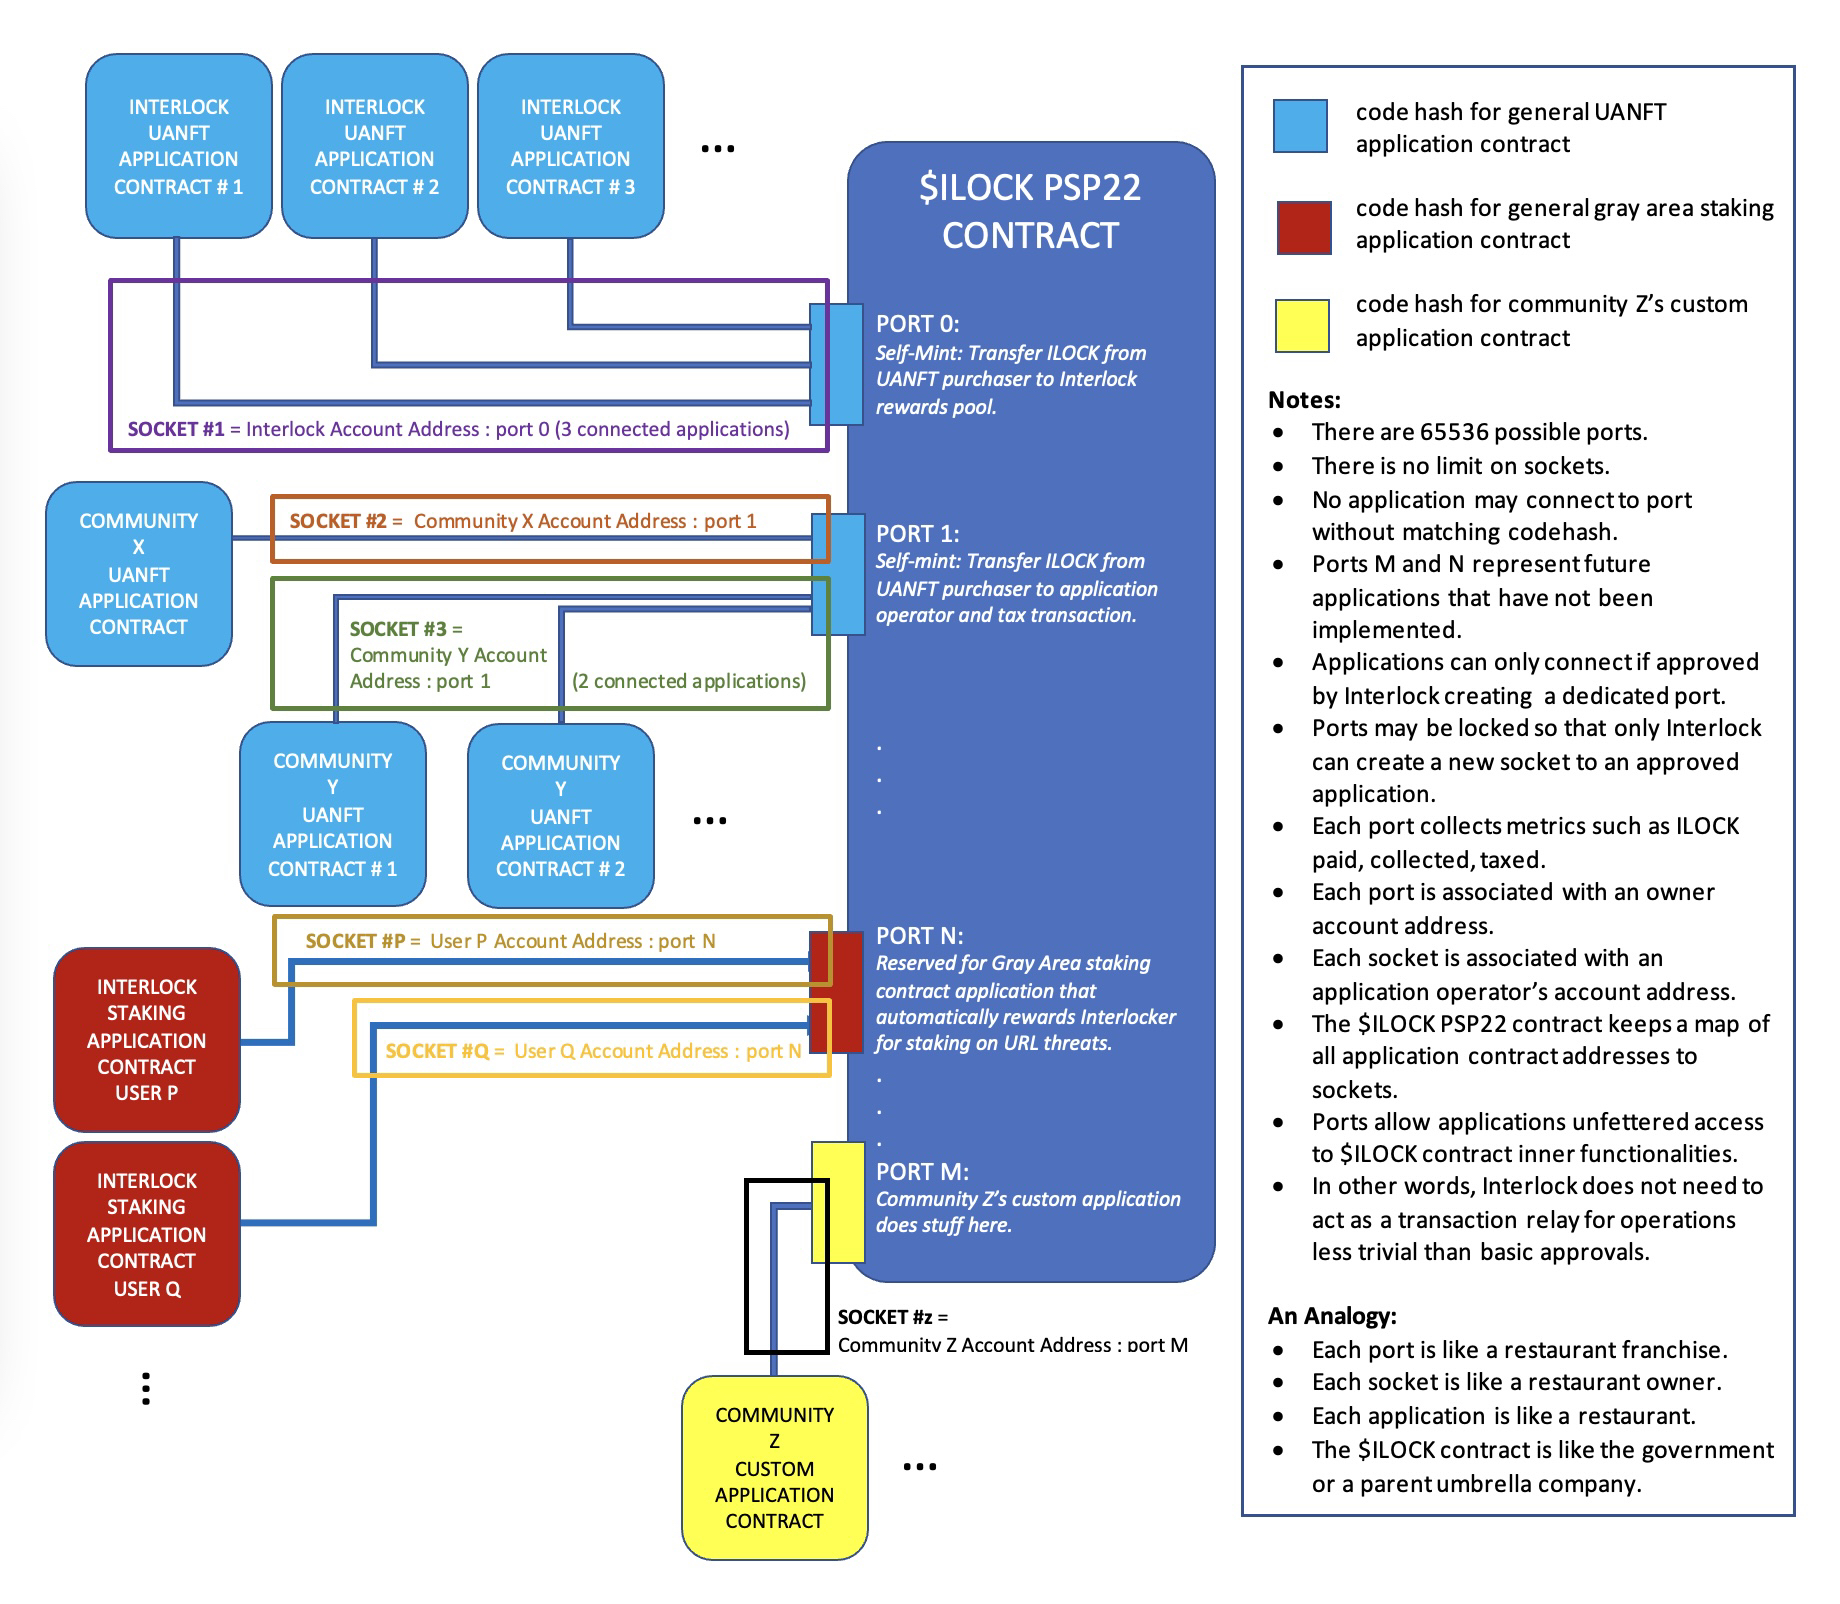 INTERLOCK
UANFT
APPLICATION
CONTRACT # 1
INTERLOCK
UANFT
APPLICATION
CONTRACT # 2
INTERLOCK
UANFT
APPLICATION
CONTRACT # 3
...
$ILOCK PSP22
CONTRACT
PORT 0:
Self-Mint: Transfer ILOCK from
UANFT purchaser to Interlock
rewards pool.
SOCKET #1 = Interlock Account Address : port 0 (3 connected applications)
COMMUNITY
X
UANFT
APPLICATION
CONTRACT
SOCKET #2 = Community X Account Address : port 1
PORT 1:
Self-mint: Transfer ILOCK from
UANFT purchaser to application
operator and tax transaction.
SOCKET #3 =
Community Y Account
Address : port 1
(2 connected applications)
COMMUNITY
Y
UANFT
APPLICATION
CONTRACT # 1
COMMUNITY
Y
UANFT
APPLICATION
CONTRACT # 2
...
.
.
.
SOCKET #P = User P Account Address : port N
PORT N:
Reserved for Gray Area staking
contract application that
automatically rewards Interlocker
for staking on URL threats.
INTERLOCK
STAKING
APPLICATION
CONTRACT
USER P
SOCKET #Q = User Q Account Address : port N
.
.
.
INTERLOCK
STAKING
APPLICATION
CONTRACT
USER Q
...
PORT M:
Community Z's custom application
does stuff here.
SOCKET #z =
Community Z Account Address : port M
COMMUNITY
Z
CUSTOM
APPLICATION
CONTRACT
...
code hash for general UANFT
application contract
code hash for general gray area staking
application contract
code hash for community Z's custom
application contract
Notes:
• There are 65536 possible ports.
• There is no limit on sockets.
• No application may connect to port
without matching codehash.
• Ports M and N represent future
applications that have not been
implemented.
• Applications can only connect if approved
by Interlock creating a dedicated port.
• Ports may be locked so that only Interlock
can create a new socket to an approved
application.
• Each port collects metrics such as ILOCK
paid, collected, taxed.
• Each port is associated with an owner
account address.
• Each socket is associated with an
application operator's account address.
• The $ILOCK PSP22 contract keeps a map of
all application contract addresses to
sockets.
• Ports allow applications unfettered access
to $ILOCK contract inner functionalities.
• In other words, Interlock does not need to
act as a transaction relay for operations
less trivial than basic approvals.
An Analogy:
• Each port is like a restaurant franchise.
• Each socket is like a restaurant owner.
• Each application is like a restaurant.
• The $ILOCK contract is like the government
or a parent umbrella company.